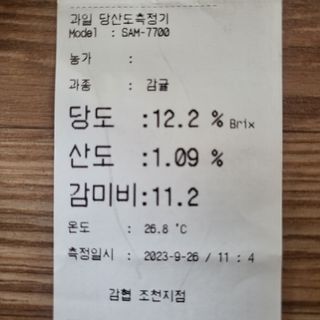 과일 당산도측정기
Model : SAM-7700
농가 :
과종 : 감귤
당도 :12.2 % Brix
산도 :1.09 %
감미비:11.2
온도 : 26.8 °C
측정일시 : 2023-9-26 / 11 : 4
감협 조천지점